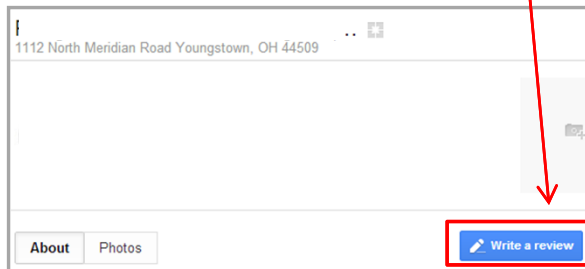 1112 North Meridian Road Youngstown, OH 44509
About Photos Write a review